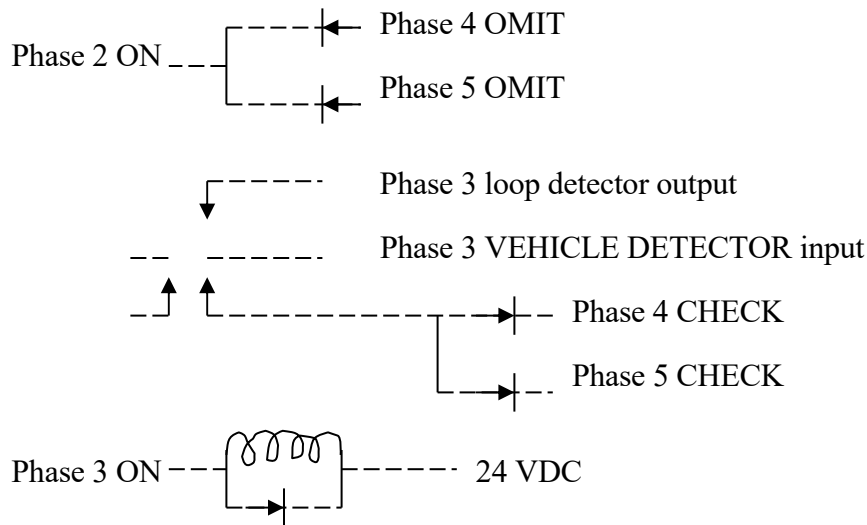 Phase 4 OMIT
Phase 2 ON
Phase 5 OMIT
Phase 3 loop detector output
Phase 3 VEHICLE DETECTOR input
Phase 4 CHECK
Phase 5 CHECK
Phase 3 ON
24 VDC